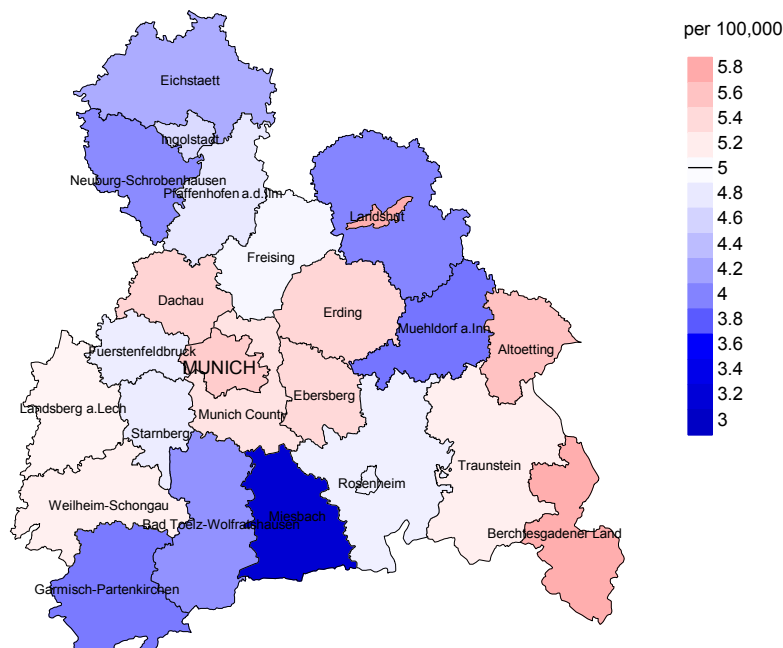 per 100,000
5.8
5.6
5.4
5.2
5
4.8
4.6
4.4
4.2
4
3.8
3.6
3.4
3.2
3
Eichstaett
Ingolstadt
Neuburg-Schrobenhausen
Pfaffenhofen a.d.Ilm
Landshut
Freising
Dachau
Erding
Muehldorf a.Inn
Altoetting
Fuerstenfeldbruck
MUNICH
Ebersberg
Landsberg a.Lech
Munich County
Starnberg
Traunstein
Rosenheim
Weilheim-Schongau
Miesbach
Bad Toelz-Wolfratshausen
Berchtesgadener Land
Garmisch-Partenkirchen